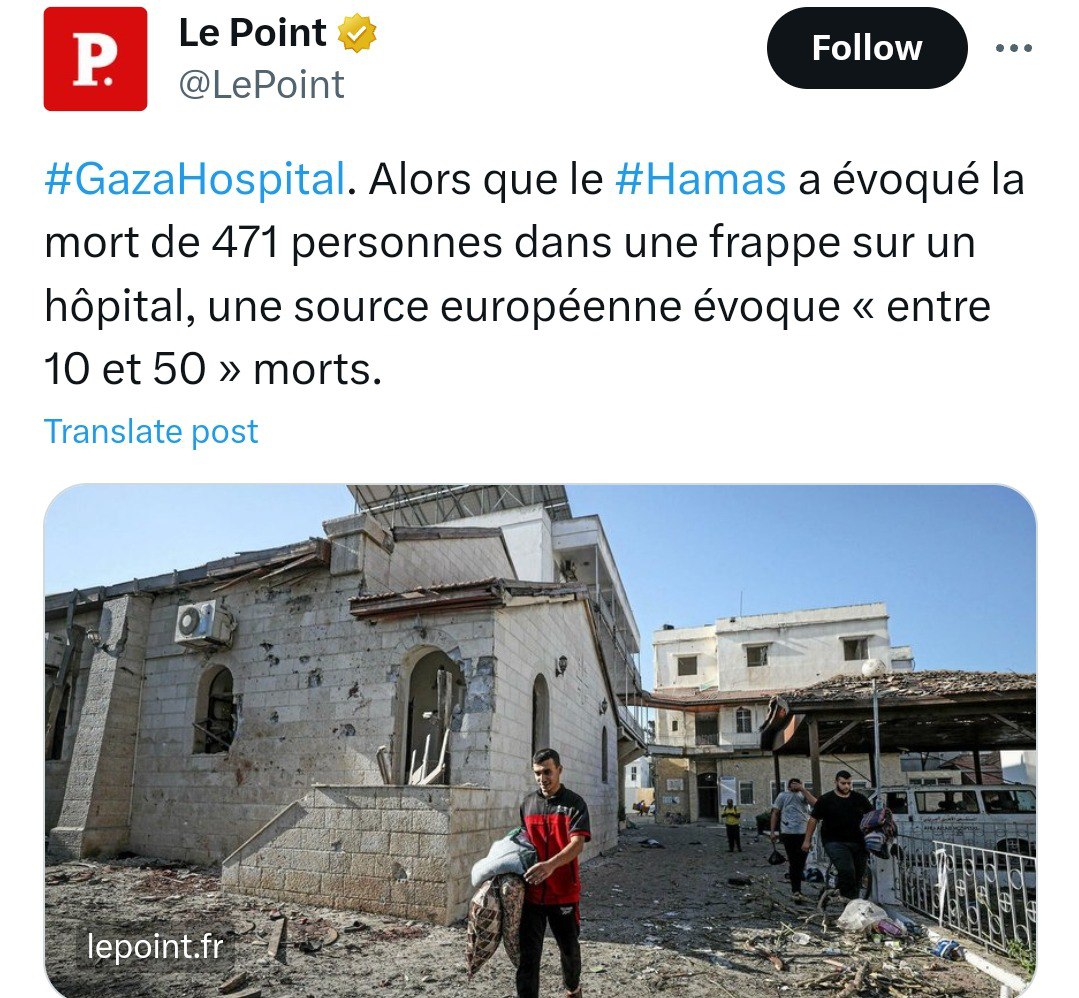 P.
Le Point
@LePoint
Follow
#GazaHospital. Alors que le #Hamas a évoqué la
mort de 471 personnes dans une frappe sur un
hôpital, une source européenne évoque « entre
10 et 50 » morts.
Translate post
lepoint.fr